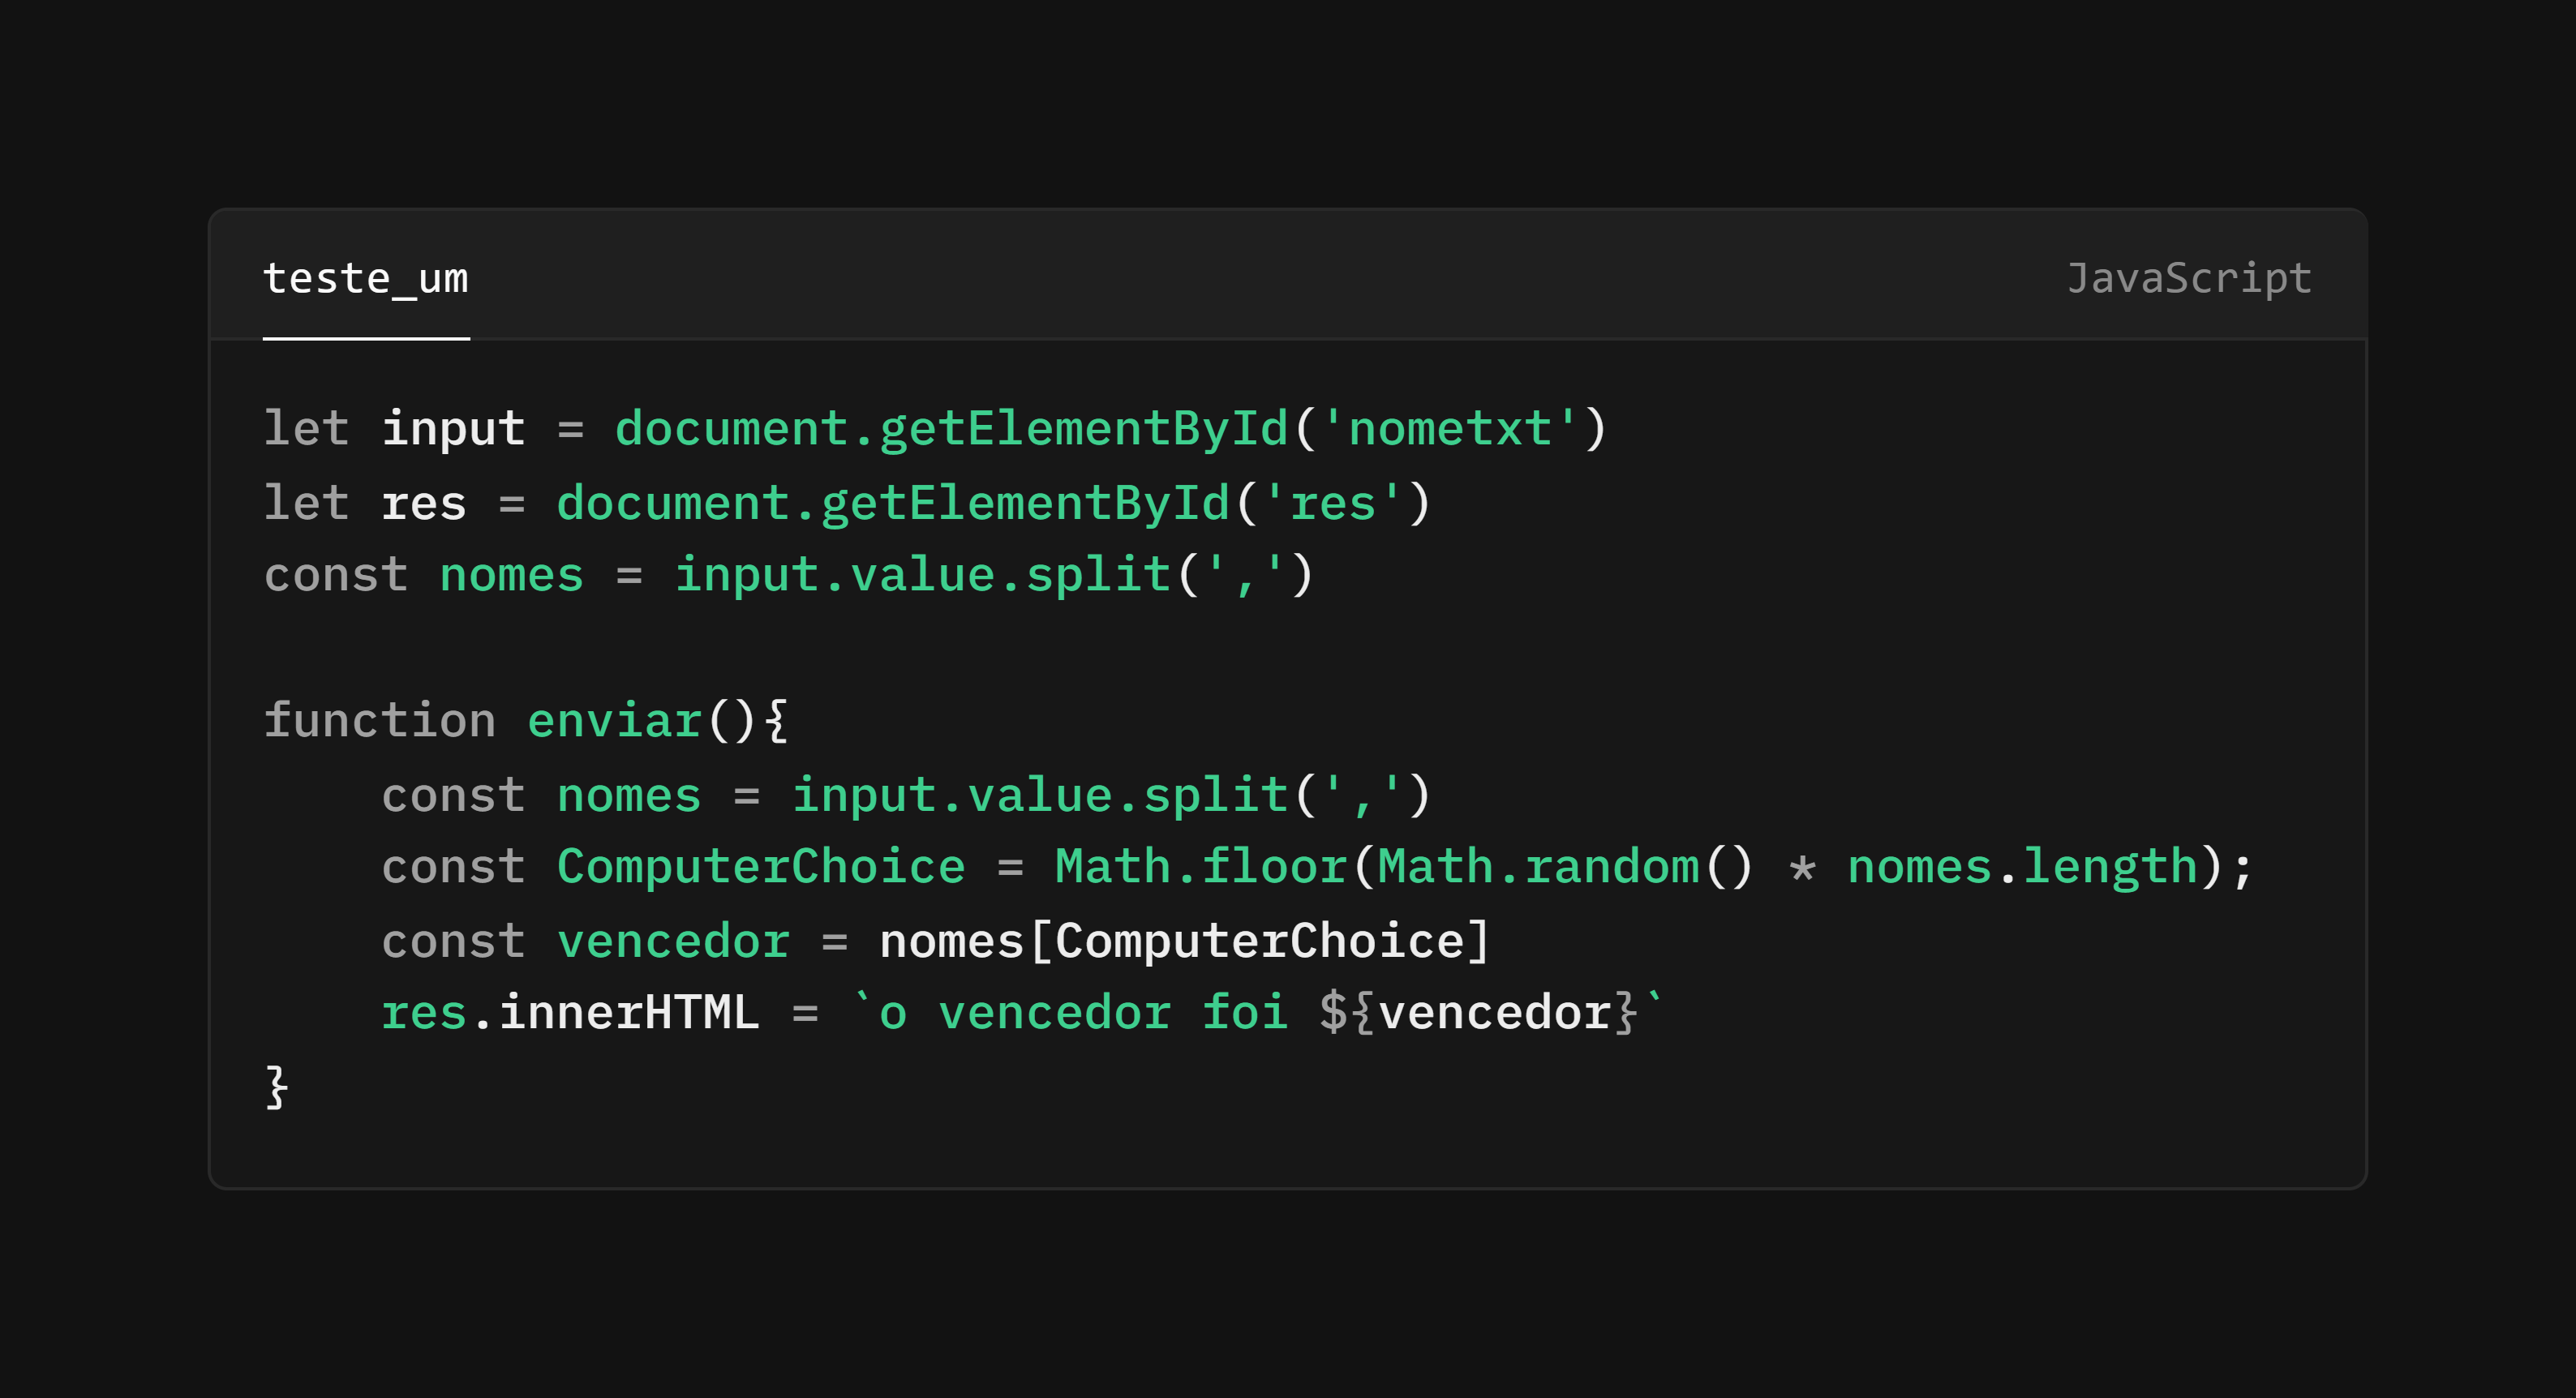 teste_um
JavaScript
let input = document.getElementById('nometxt')
let res = document.getElementById('res')
const nomes = input.value.split(',')
function enviar(){
    const nomes = input.value.split(',')
    const ComputerChoice = Math.floor(Math.random() * nomes.length);
    const vencedor = nomes[ComputerChoice]
    res.innerHTML = `o vencedor foi ${vencedor}`
}